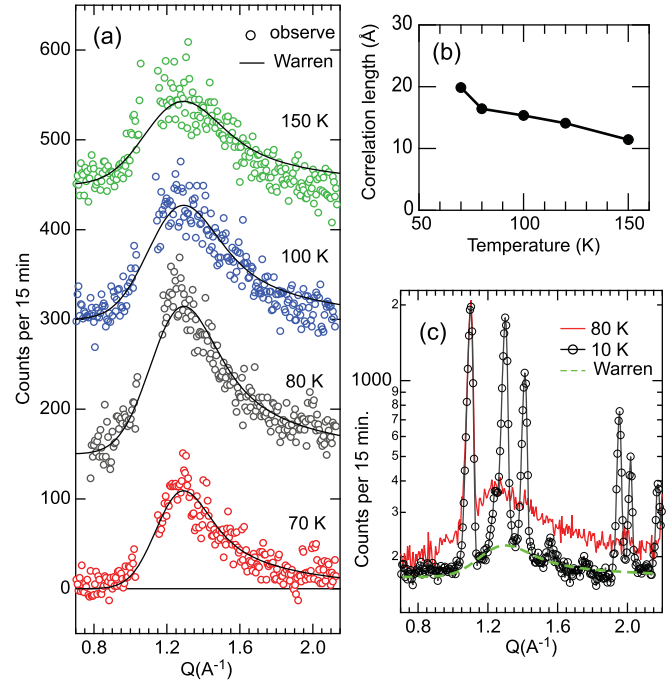 (a)
observe
Warren
150 K
100 K
80 K
70 K
600
500
400
300
200
100
0
Counts per 15 min
0.8
1.2
1.6
2.0
Q(A⁻¹)
(b)
30
20
10
0
Correlation length (Å)
50
100
150
Temperature (K)
(c)
80 K
10 K
Warren
2
1000
9
8
7
6
5
4
3
2
Counts per 15 min.
0.8
1.2
1.6
2.0
Q(A⁻¹)